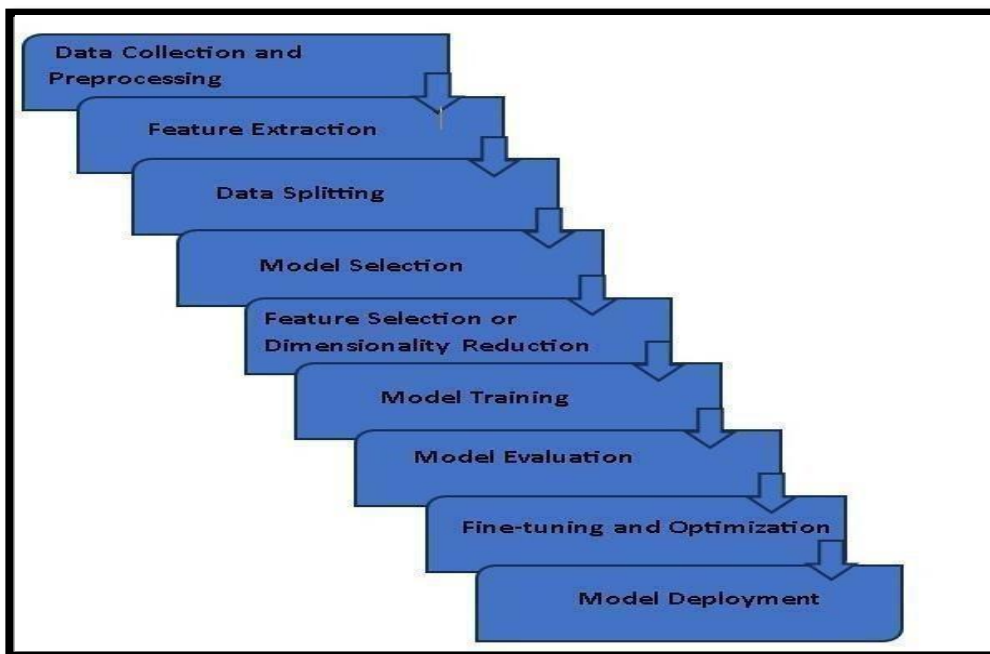 Data Collection and
Preprocessing
Feature Extraction
Data Splitting
Model Selection
Feature Selection or
Dimensionality Reduction
Model Training
Model Evaluation
Fine-tuning and Optimization
Model Deployment